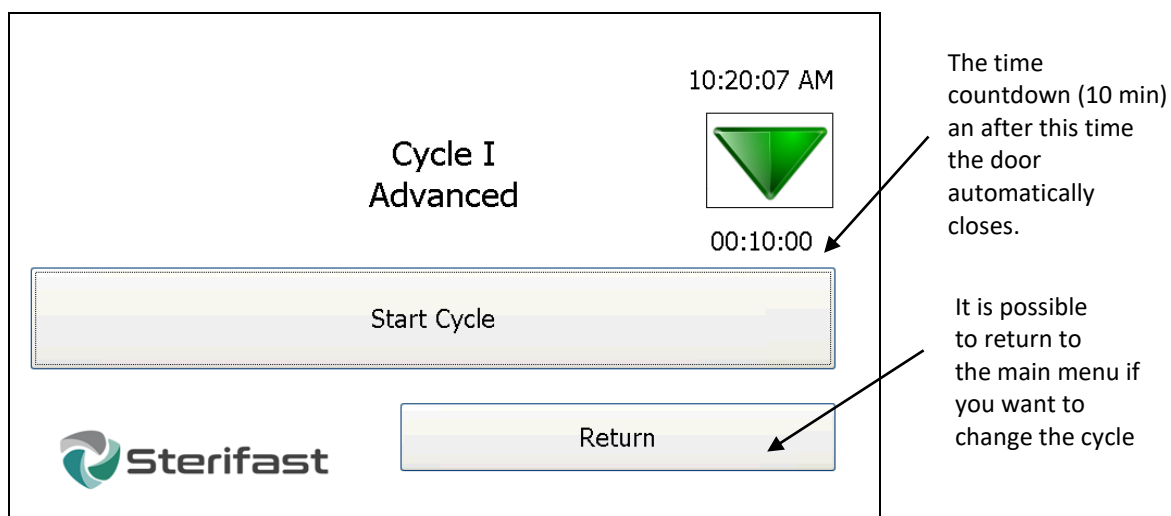 10:20:07 AM
Cycle I
Advanced
00:10:00
Start Cycle
Return
Sterifast
The time
countdown (10 min)
an after this time
the door
automatically
closes.
It is possible
to return to
the main menu if
you want to
change the cycle